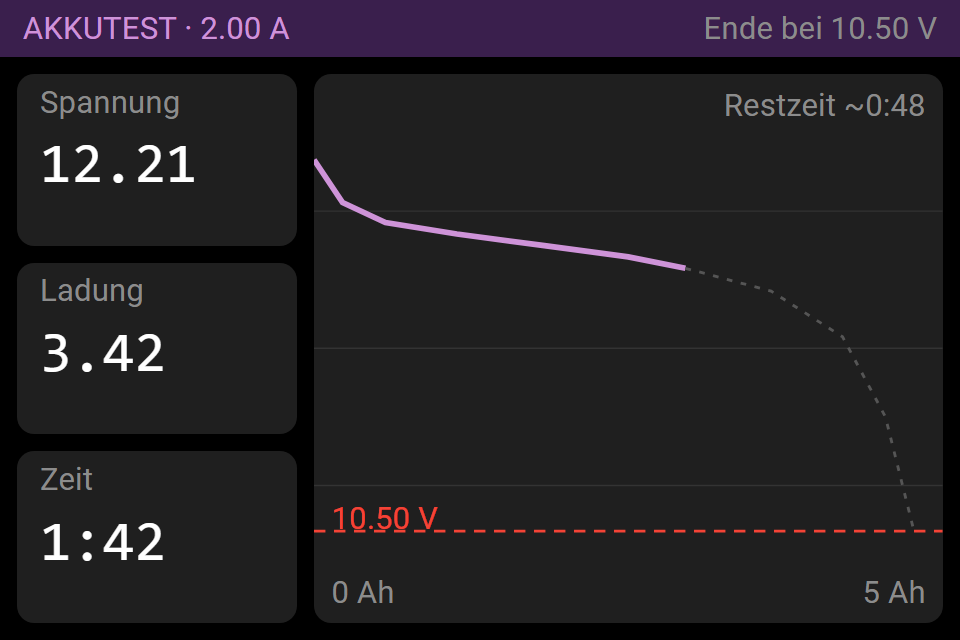 AKKUTEST · 2.00 A
Ende bei 10.50 V
Spannung
12.21
Ladung
3.42
Zeit
1:42
Restzeit ~0:48
10.50 V
0 Ah
5 Ah